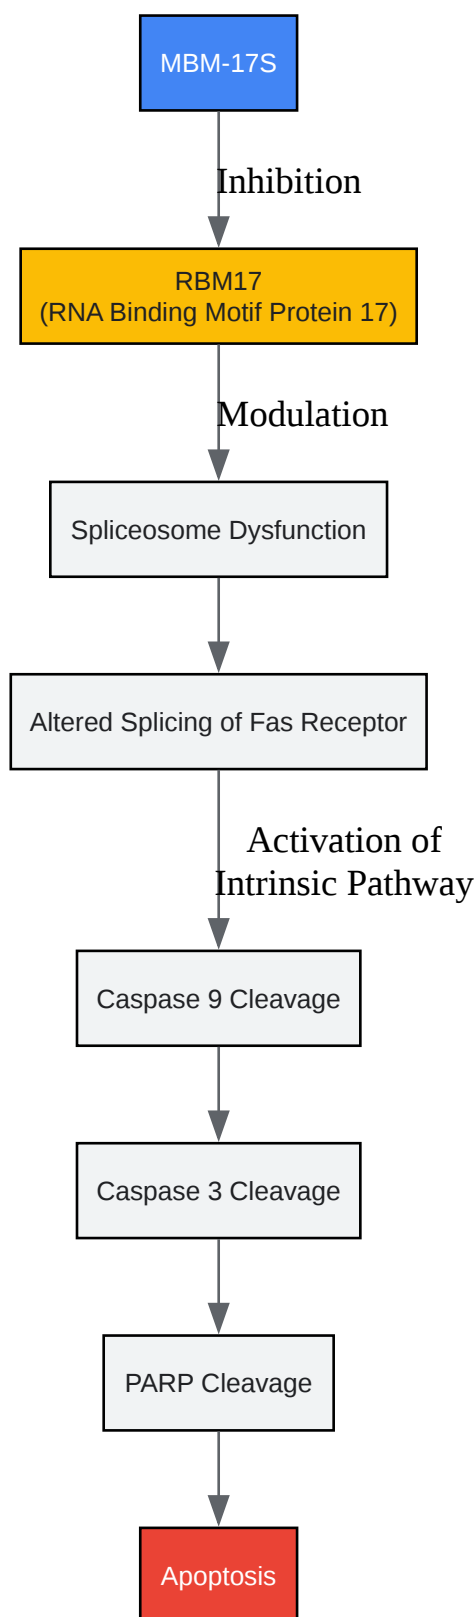 MBM-17S
Inhibition
RBM17
(RNA Binding Motif Protein 17)
Modulation
Spliceosome Dysfunction
Altered Splicing of Fas Receptor
Activation of
Intrinsic Pathway
Caspase 9 Cleavage
Caspase 3 Cleavage
PARP Cleavage
Apoptosis